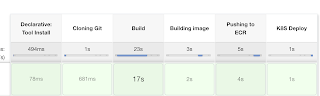 Declarative:
Tool Install
Cloning Git
Build
Building image
Pushing to
ECR
K8S Deploy
494ms
1s
23s
3s
5s
1s
s)
78ms
681ms
17s
2s
4s
1s